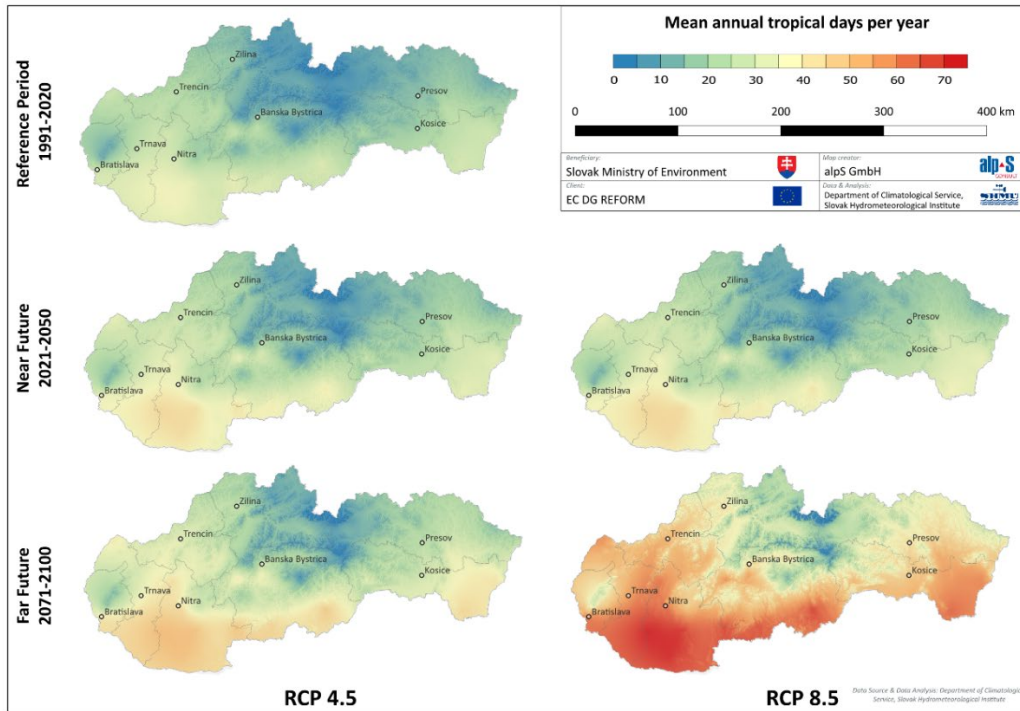 Mean annual tropical days per year
0 10 20 30 40 50 60 70
0 100 200 300 400 km
Beneficiary:
Slovak Ministry of Environment
Map creator:
alpS GmbH
alpS
Client:
EC DG REFORM
Data & Analysis:
Department of Climatological Service,
Slovak Hydrometeorological Institute
Reference Period
1991-2020
Zilina
Trencin
Banska Bystrica
Presov
Kosice
Trnava
Nitra
Bratislava
Near Future
2021-2050
Zilina
Trencin
Banska Bystrica
Presov
Kosice
Trnava
Nitra
Bratislava
Zilina
Trencin
Banska Bystrica
Presov
Kosice
Trnava
Nitra
Bratislava
Far Future
2071-2100
Zilina
Trencin
Banska Bystrica
Presov
Kosice
Trnava
Nitra
Bratislava
Zilina
Trencin
Banska Bystrica
Presov
Kosice
Trnava
Nitra
Bratislava
RCP 4.5
RCP 8.5
Data Source & Data Analysis: Department of Climatological
Service, Slovak Hydrometeorological Institute